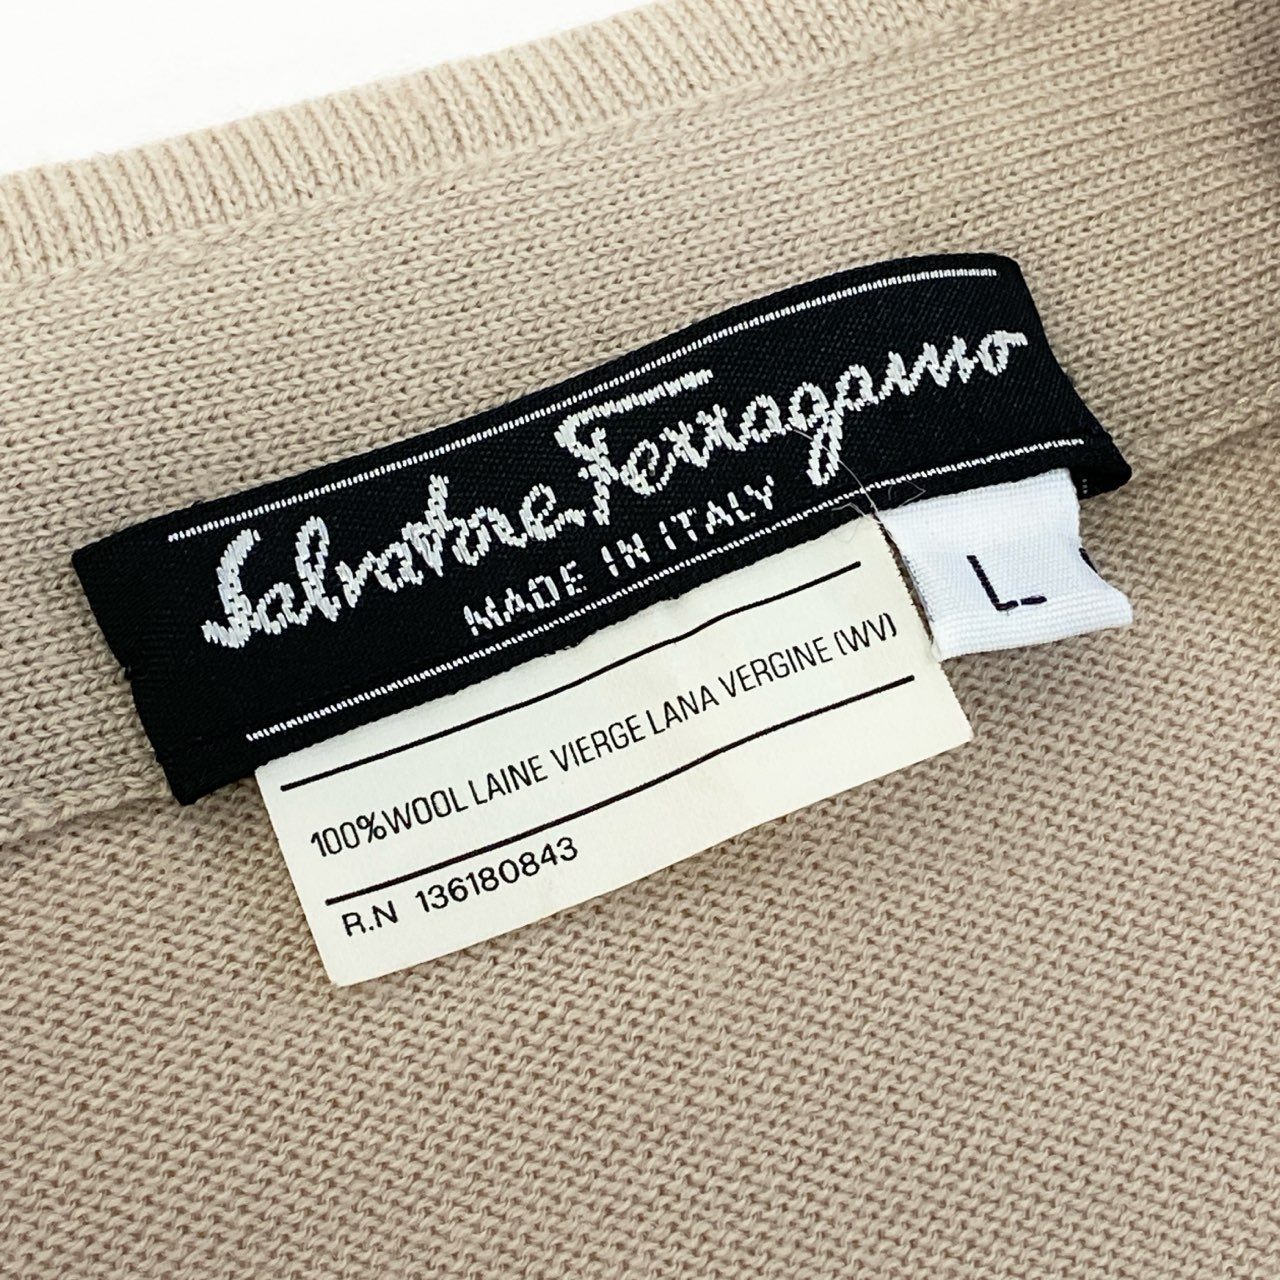 Salvatore Ferragamo
MADE IN ITALY
L
100%WOOL LAINE VIERGE LANA VERGINE (WV)
R.N 136180843